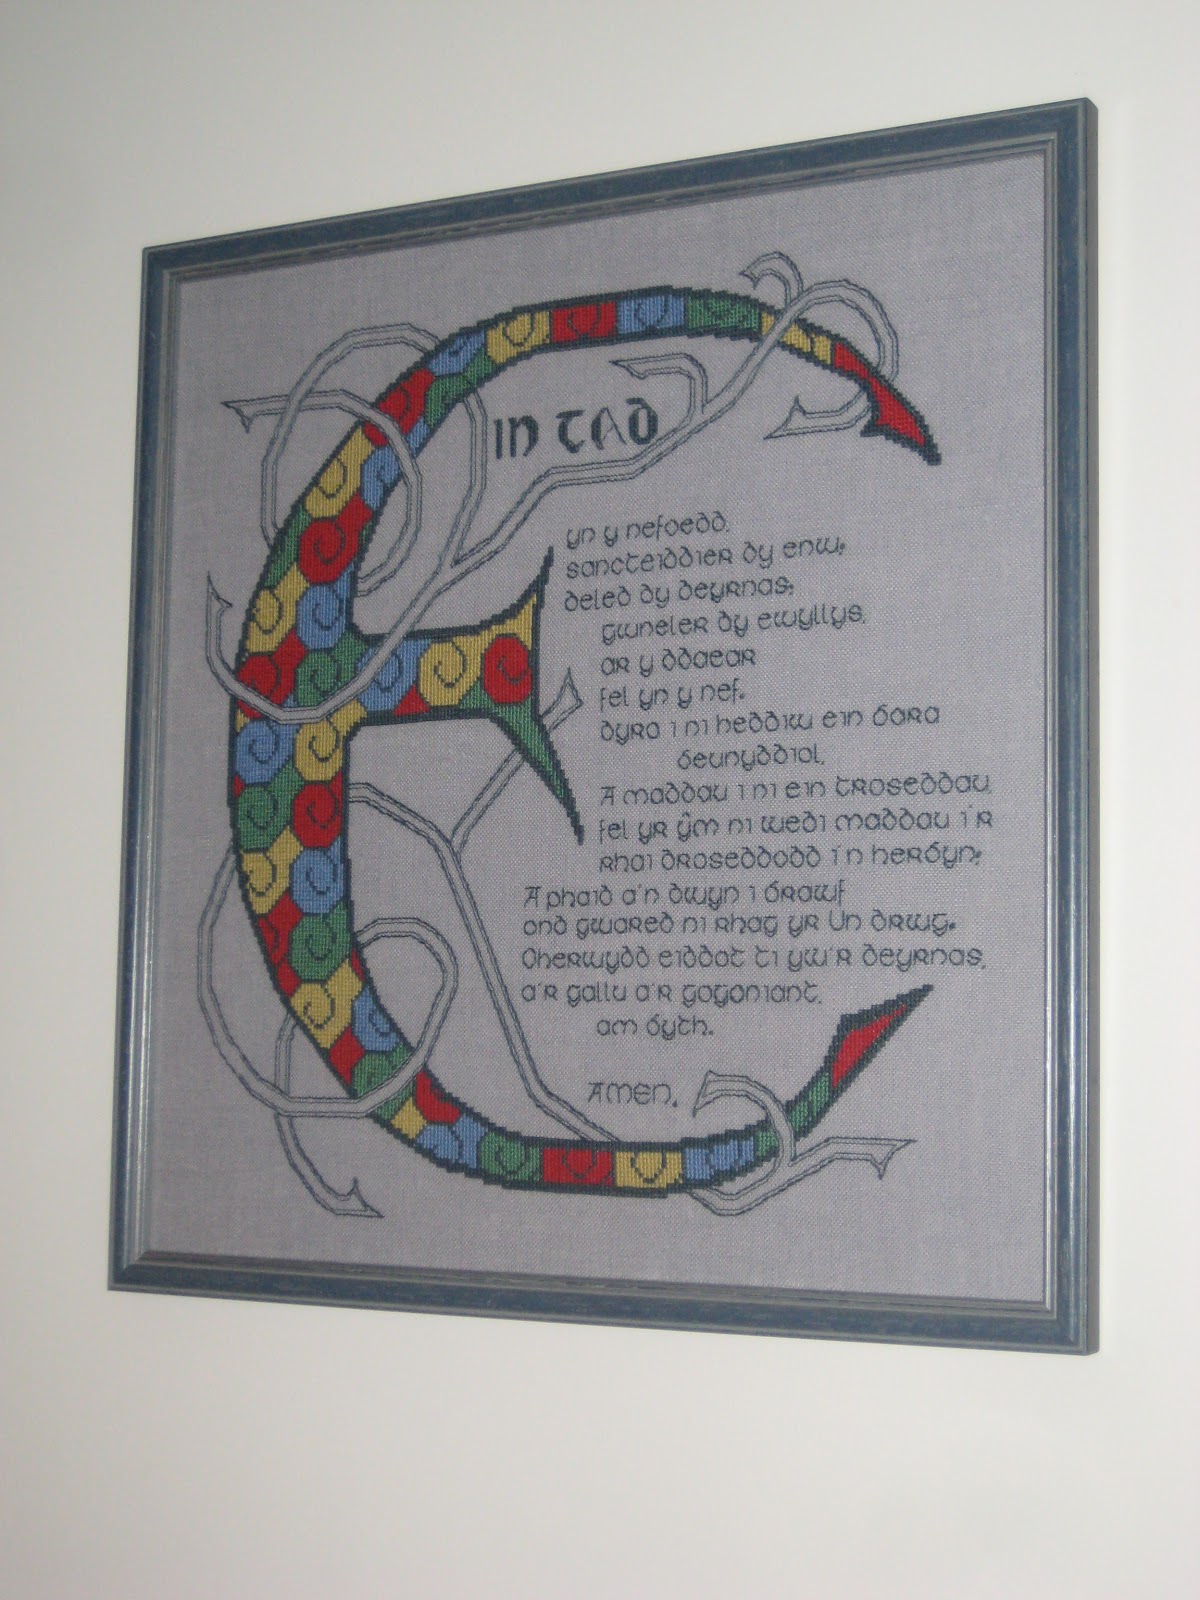 EIN TAD
yn y nefoedd,
sancteiddier dy enw;
deled dy deyrnas;
gwneler dy ewyllys,
ar y ddaear
fel yn y nef.
dyro i ni heddiw ein bara
beunyddiol,
A maddau i ni ein troseddau,
fel yr ŷm ni wedi maddau i'r
rhai droseddodd i'n herbyn;
A phaid a'n dwyn i brawf
ond gwared ni rhag yr Un drwg.
Oherwydd eiddot ti yw'r deyrnas,
a'r gallu a'r gogoniant,
am byth.
AMEN.